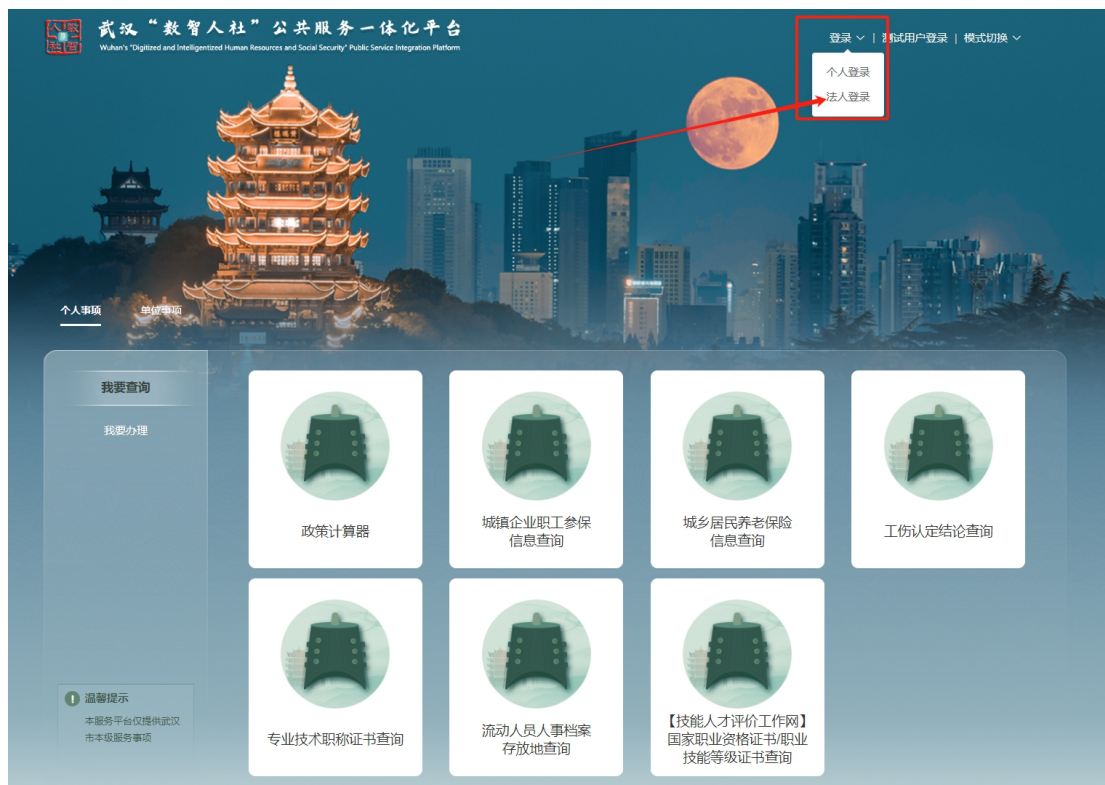 人 数
社 智
武汉“数智人社”公共服务一体化平台
Wuhan's "Digitized and Intelligentized Human Resources and Social Security" Public Service Integration Platform
登录 | 测试用户登录 | 模式切换
个人登录
法人登录
个人事项 单位事项
我要查询
我要办理
政策计算器
城镇企业职工参保
信息查询
城乡居民养老保险
信息查询
工伤认定结论查询
专业技术职称证书查询
流动人员人事档案
存放地查询
【技能人才评价工作网】
国家职业资格证书/职业
技能等级证书查询
温馨提示
本服务平台仅提供武汉
市本级服务事项